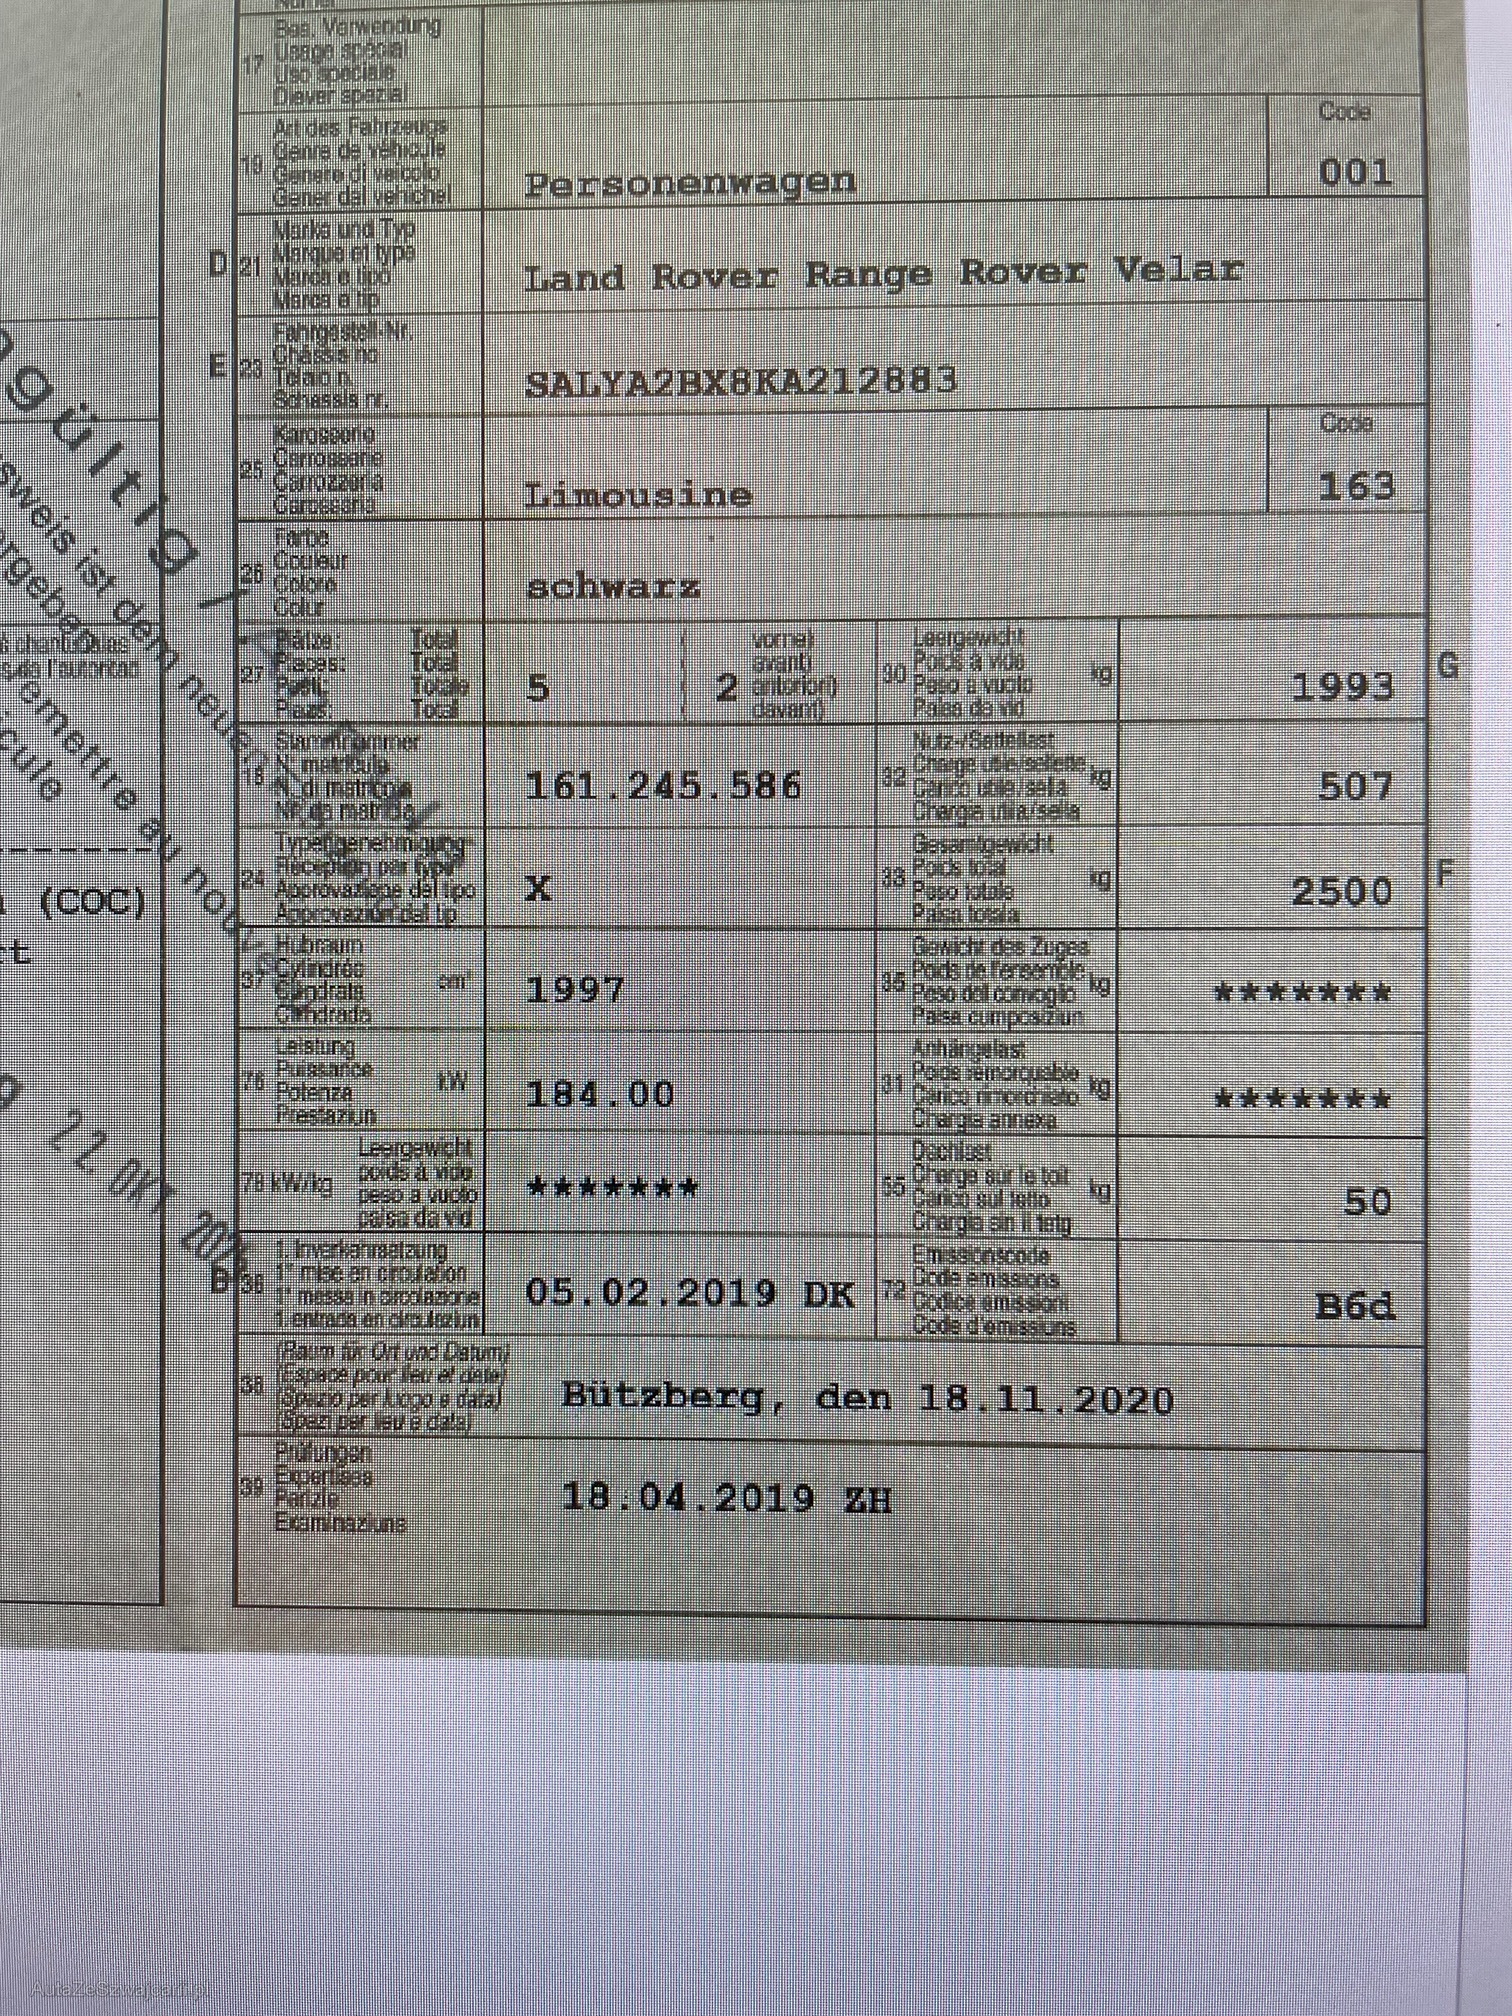 17 Bes. Verwendung
Usage spécial
Uso speciale
Diever spezial
19 Art des Fahrzeugs
Genre de véhicule
Genere di veicolo
Gener dal vehichel
Personenwagen
Code
001
D 21 Marke und Typ
Marque et type
Marca e tipo
Marca e tip
Land Rover Range Rover Velar
E 23 Fahrgestell-Nr.
Châssis no
Telaio n.
Schassis nr.
SALYA2BX8KA212883
25 Karosserie
Carrosserie
Carrozzeria
Carossaria
Limousine
Code
163
26 Farbe
Couleur
Colore
Colur
schwarz
27 Plätze: Total
Places: Total
Posti: Totale
Plazs: Total
5
2
vorne)
avant)
anteriori)
davant)
30 Leergewicht
Poids à vide
Peso a vuoto
Paisa da vid
kg
1993
G
18 Stammnummer
N. matricule
N. di matricola
Nr. da matricla
161.245.586
32 Nutz-/Sattellast
Charge utile/sellette
Carico utile/sella
Chargia utila/sella
kg
507
24 Typengenehmigung
Réception par type
Approvazione del tipo
Approvaziun dal tip
X
33 Gesamtgewicht
Poids total
Peso totale
Paisa totala
kg
2500
F
37 Hubraum
Cylindrée
Cilindrata
Cilindrada
cm³
1997
35 Gewicht des Zuges
Poids de l'ensemble
Peso del convoglio
Paisa cumposiziun
kg
*******
76 Leistung
Puissance
Potenza
Prestaziun
kW
184.00
31 Anhängelast
Poids remorquable
Carico rimorchiato
Chargia annexa
kg
*******
78 kW/kg
Leergewicht
poids à vide
peso a vuoto
paisa da vid
*******
55 Dachlast
Charge sur le toit
Carico sul tetto
Chargia sin il tetg
kg
50
B 36 1. Inverkehrsetzung
1re mise en circulation
1a messa in circolazione
1. entrada en circulaziun
05.02.2019 DK
72 Emissionscode
Code émissions
Codice emissioni
Code d'emissiuns
B6d
38 (Raum für Ort und Datum)
(Espace pour lieu et date)
(Spazio per luogo e data)
(Spazi per lieu e data)
Bützberg, den 18.11.2020
39 Prüfungen
Expertises
Perizie
Examinaziuns
18.04.2019 ZH
gültig /
sweis ist dem neuen
ergeben
(COC)
22. OKT. 202
AutaZeSzwajcarii.pl